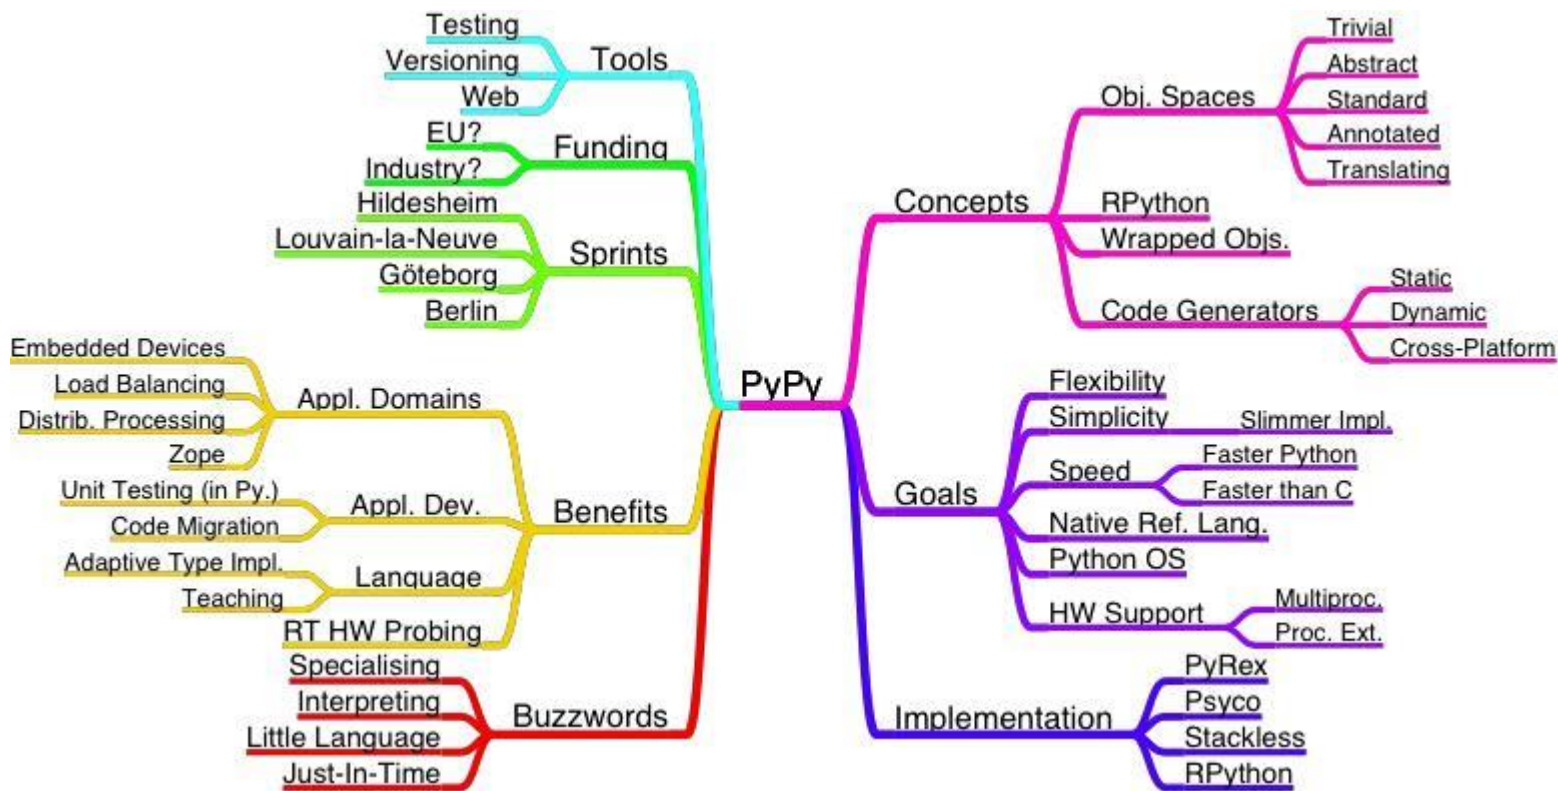 PyPy
Tools
Testing
Versioning
Web
Funding
EU?
Industry?
Sprints
Hildesheim
Louvain-la-Neuve
Göteborg
Berlin
Benefits
Appl. Domains
Embedded Devices
Load Balancing
Distrib. Processing
Zope
Appl. Dev.
Unit Testing (in Py.)
Code Migration
Language
Adaptive Type Impl.
Teaching
RT HW Probing
Buzzwords
Specialising
Interpreting
Little Language
Just-In-Time
Concepts
Obj. Spaces
Trivial
Abstract
Standard
Annotated
Translating
RPython
Wrapped Objs.
Code Generators
Static
Dynamic
Cross-Platform
Goals
Flexibility
Simplicity
Slimmer Impl.
Speed
Faster Python
Faster than C
Native Ref. Lang.
Python OS
HW Support
Multiproc.
Proc. Ext.
Implementation
PyRex
Psyco
Stackless
RPython